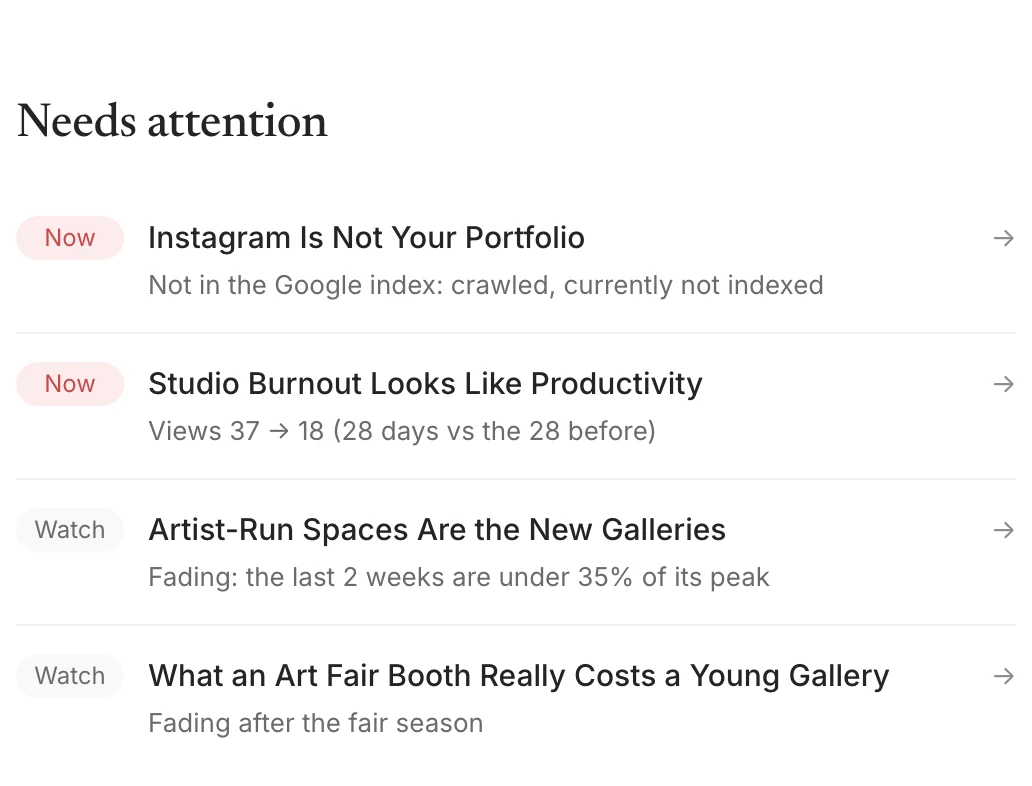 Needs attention
Now
Instagram Is Not Your Portfolio
→
Not in the Google index: crawled, currently not indexed
Now
Studio Burnout Looks Like Productivity
→
Views 37 → 18 (28 days vs the 28 before)
Watch
Artist-Run Spaces Are the New Galleries
→
Fading: the last 2 weeks are under 35% of its peak
Watch
What an Art Fair Booth Really Costs a Young Gallery
→
Fading after the fair season